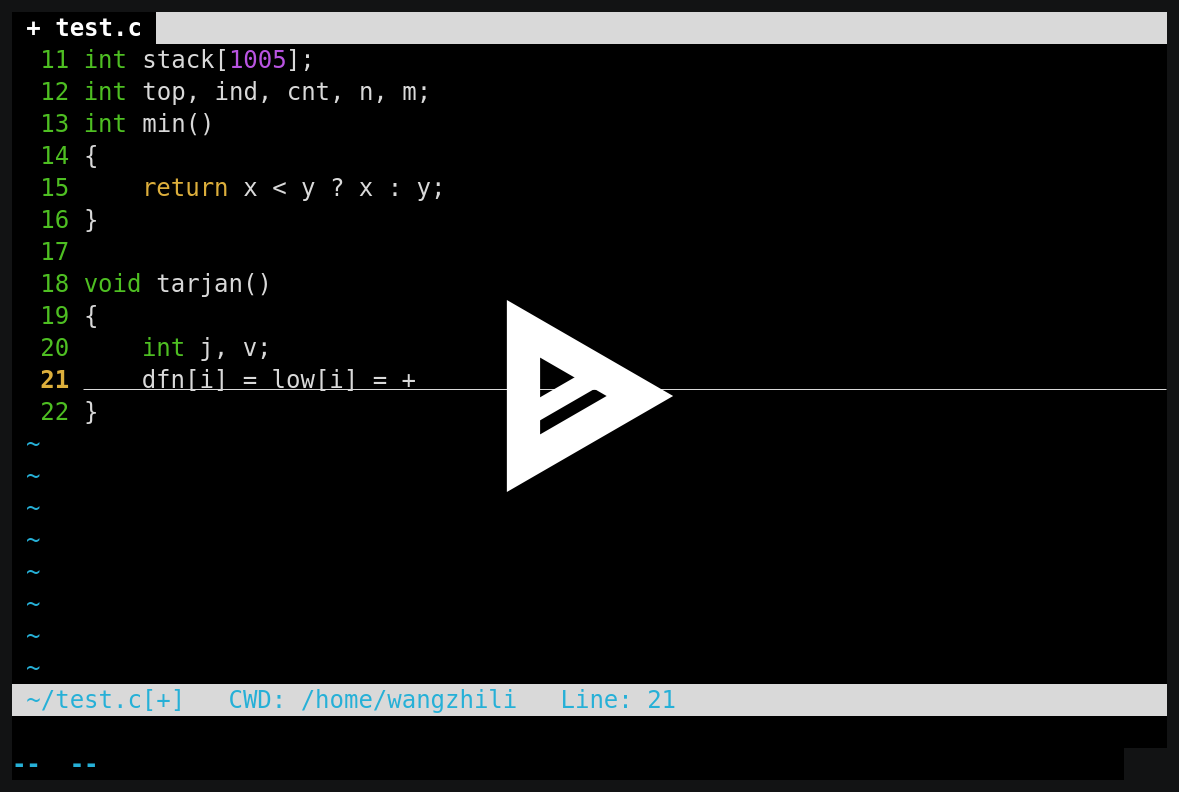 + test.c
11 int stack[1005];
12 int top, ind, cnt, n, m;
13 int min()
14 {
15     return x < y ? x : y;
16 }
17
18 void tarjan()
19 {
20     int j, v;
21     dfn[i] = low[i] = +
22 }
~
~
~
~
~
~
~
~
~/test.c[+]   CWD: /home/wangzhili   Line: 21
--  --